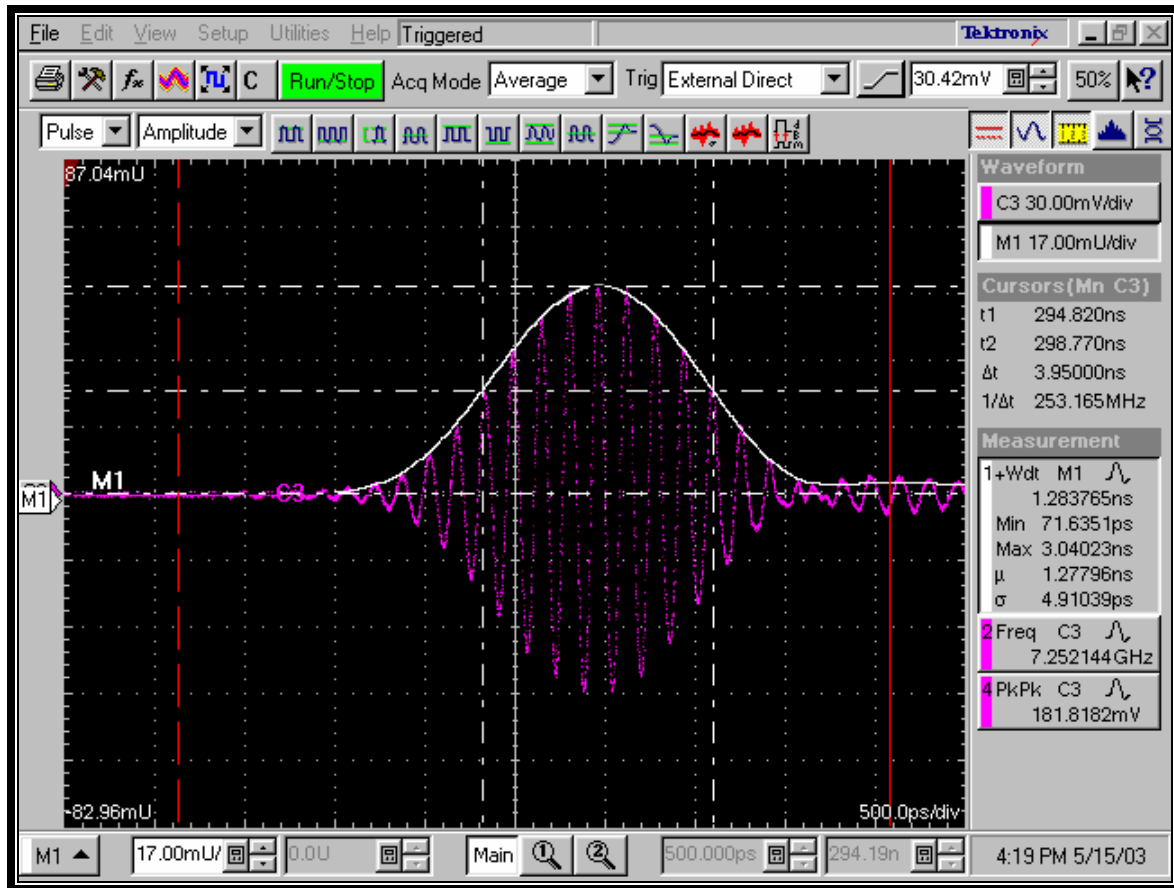 File Edit View Setup Utilities Help Triggered Tektronix
C Run/Stop Acq Mode Average Trig External Direct 30.42mV 50%
Pulse Amplitude
87.04mU
Waveform
C3 30.00mV/div
M1 17.00mU/div
Cursors(Mn C3)
t1 294.820ns
t2 298.770ns
Δt 3.95000ns
1/Δt 253.165MHz
Measurement
1 +Wdt M1
1.283765ns
Min 71.6351ps
Max 3.04023ns
µ 1.27796ns
σ 4.91039ps
2 Freq C3
7.252144GHz
4 PkPk C3
181.8182mV
M1
C3
M1
-82.96mU
500.0ps/div
M1 17.00mU/ 0.0U Main 1 2 500.000ps 294.19n 4:19 PM 5/15/03